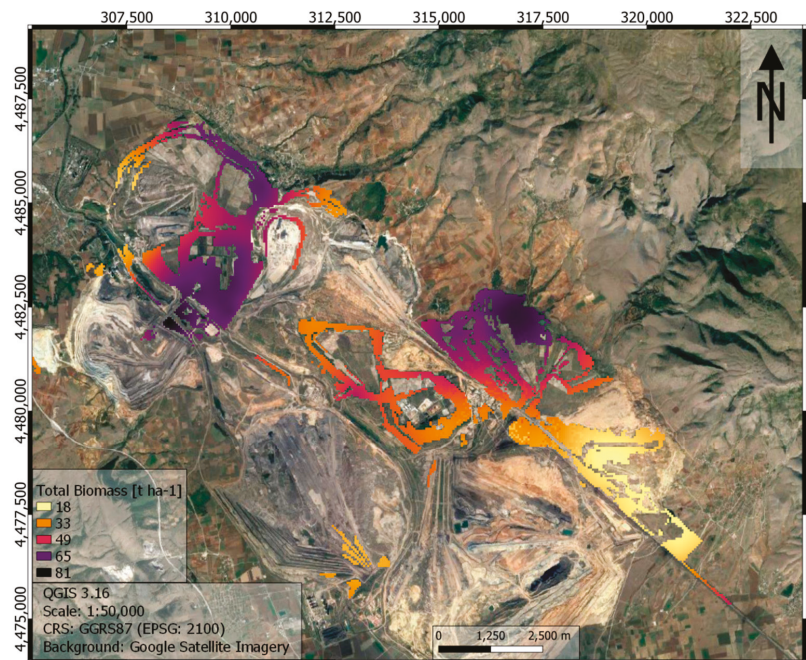 307,500 310,000 312,500 315,000 317,500 320,000 322,500
4,487,500
4,485,000
4,482,500
4,480,000
4,477,500
4,475,000
N
Total Biomass [t ha-1]
18
33
49
65
81
QGIS 3.16
Scale: 1:50,000
CRS: GGRS87 (EPSG: 2100)
Background: Google Satellite Imagery
0 1,250 2,500 m